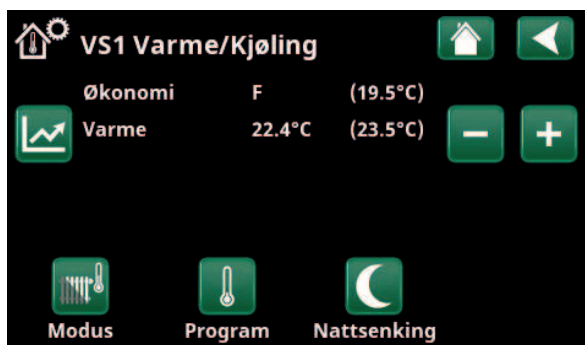 VS1 Varme/Kjøling
Økonomi F (19.5°C)
Varme 22.4°C (23.5°C)
Modus Program Nattsenking